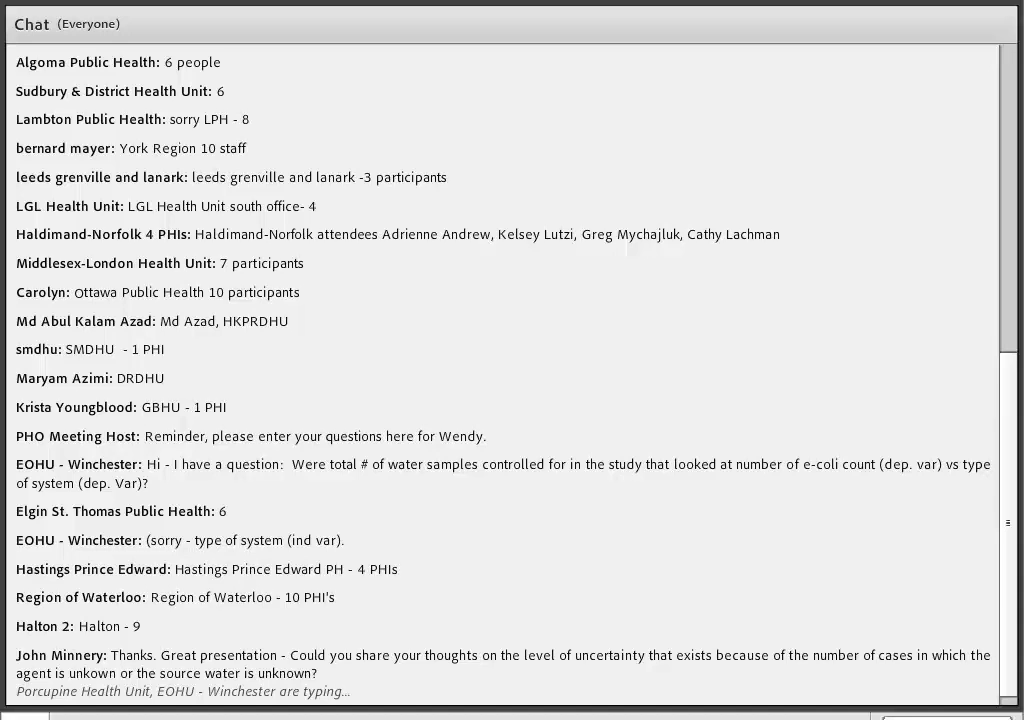 Chat (Everyone)
Algoma Public Health: 6 people
Sudbury & District Health Unit: 6
Lambton Public Health: sorry LPH - 8
bernard mayer: York Region 10 staff
leeds grenville and lanark: leeds grenville and lanark -3 participants
LGL Health Unit: LGL Health Unit south office- 4
Haldimand-Norfolk 4 PHIs: Haldimand-Norfolk attendees Adrienne Andrew, Kelsey Lutzi, Greg Mychajluk, Cathy Lachman
Middlesex-London Health Unit: 7 participants
Carolyn: Ottawa Public Health 10 participants
Md Abul Kalam Azad: Md Azad, HKPRDHU
smdhu: SMDHU - 1 PHI
Maryam Azimi: DRDHU
Krista Youngblood: GBHU - 1 PHI
PHO Meeting Host: Reminder, please enter your questions here for Wendy.
EOHU - Winchester: Hi - I have a question: Were total # of water samples controlled for in the study that looked at number of e-coli count (dep. var) vs type
of system (dep. Var)?
Elgin St. Thomas Public Health: 6
EOHU - Winchester: (sorry - type of system (ind var).
Hastings Prince Edward: Hastings Prince Edward PH - 4 PHIs
Region of Waterloo: Region of Waterloo - 10 PHI's
Halton 2: Halton - 9
John Minnery: Thanks. Great presentation - Could you share your thoughts on the level of uncertainty that exists because of the number of cases in which the
agent is unkown or the source water is unknown?
Porcupine Health Unit, EOHU - Winchester are typing...